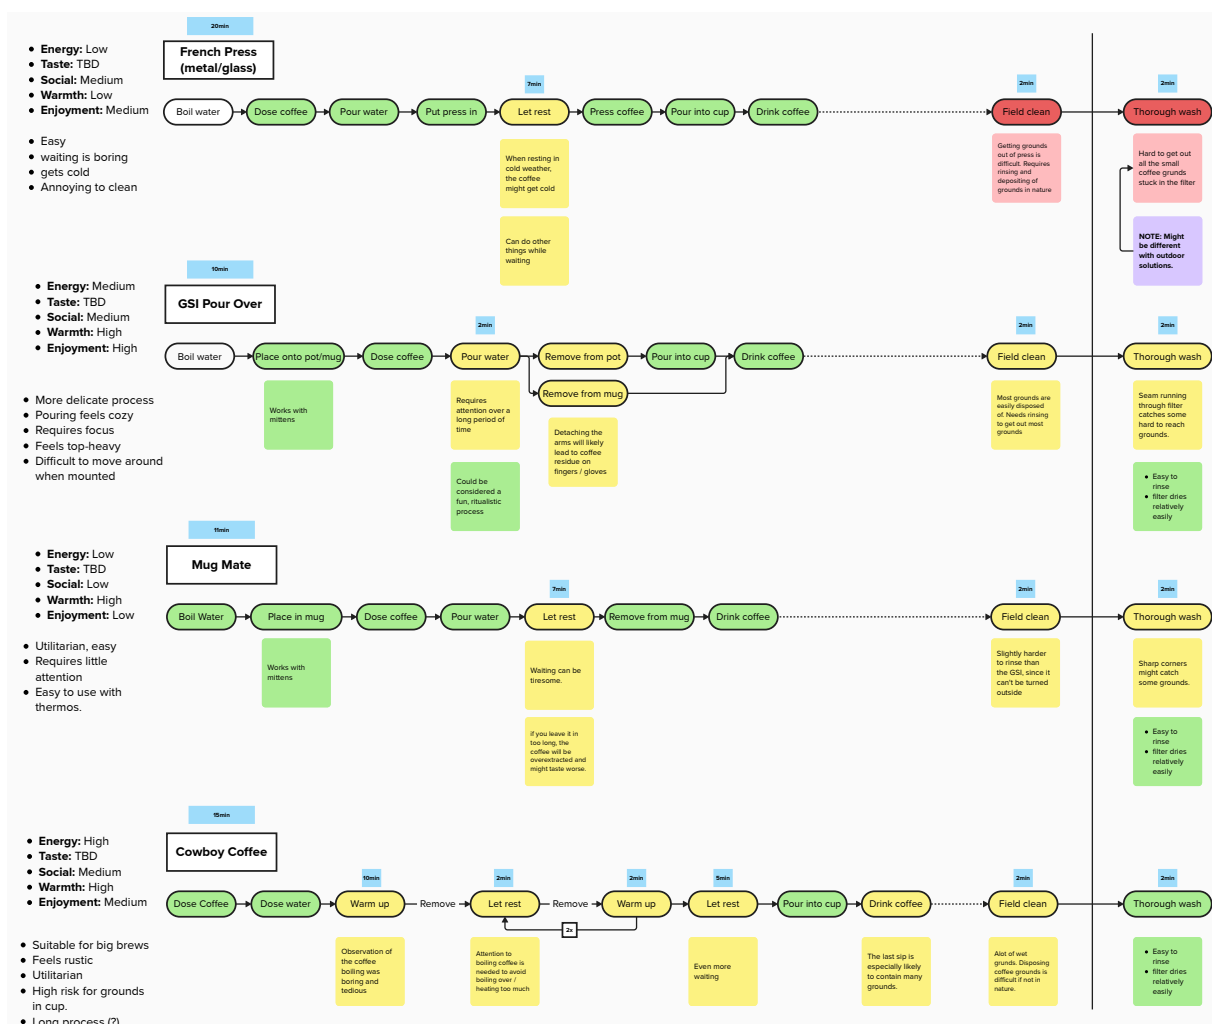 20min
French Press
(metal/glass)
Energy: Low
Taste: TBD
Social: Medium
Warmth: Low
Enjoyment: Medium
Easy
waiting is boring
gets cold
Annoying to clean
7min
2min
2min
Boil water
Dose coffee
Pour water
Put press in
Let rest
Press coffee
Pour into cup
Drink coffee
Field clean
Thorough wash
When resting in
cold weather,
the coffee
might get cold
Can do other
things while
waiting
Getting grounds
out of press is
difficult. Requires
rinsing and
depositing of
grounds in nature
Hard to get out
all the small
coffee grunds
stuck in the filter
NOTE: Might
be different
with outdoor
solutions.
10min
GSI Pour Over
Energy: Medium
Taste: TBD
Social: Medium
Warmth: High
Enjoyment: High
More delicate process
Pouring feels cozy
Requires focus
Feels top-heavy
Difficult to move around
when mounted
2min
2min
2min
Boil water
Place onto pot/mug
Dose coffee
Pour water
Remove from pot
Pour into cup
Drink coffee
Field clean
Thorough wash
Remove from mug
Works with
mittens
Requires
attention over a
long period of
time
Could be
considered a
fun, ritualistic
process
Detaching the
arms will likely
lead to coffee
residue on
fingers / gloves
Most grounds are
easily disposed
of. Needs rinsing
to get out most
grounds
Seam running
through filter
catches some
hard to reach
grounds.
Easy to
rinse
filter dries
relatively
easily
11min
Mug Mate
Energy: Low
Taste: TBD
Social: Low
Warmth: High
Enjoyment: Low
Utilitarian, easy
Requires little
attention
Easy to use with
thermos.
7min
2min
2min
Boil Water
Place in mug
Dose coffee
Pour water
Let rest
Remove from mug
Drink coffee
Field clean
Thorough wash
Works with
mittens
Waiting can be
tiresome.
if you leave it in
too long, the
coffee will be
overextracted and
might taste worse.
Slightly harder
to rinse than
the GSI, since it
can't be turned
outside
Sharp corners
might catch
some grounds.
Easy to
rinse
filter dries
relatively
easily
15min
Cowboy Coffee
Energy: High
Taste: TBD
Social: Medium
Warmth: High
Enjoyment: Medium
Suitable for big brews
Feels rustic
Utilitarian
High risk for grounds
in cup.
Long process (?)
10min
2min
2min
5min
2min
2min
Dose Coffee
Dose water
Warm up
Remove
Let rest
Remove
Warm up
Let rest
Pour into cup
Drink coffee
Field clean
Thorough wash
2x
Observation of
the coffee
boiling was
boring and
tedious
Attention to
boiling coffee is
needed to avoid
boiling over /
heating too much
Even more
waiting
The last sip is
especially likely
to contain many
grounds.
Alot of wet
grunds. Disposing
coffee grounds is
difficult if not in
nature.
Easy to
rinse
filter dries
relatively
easily